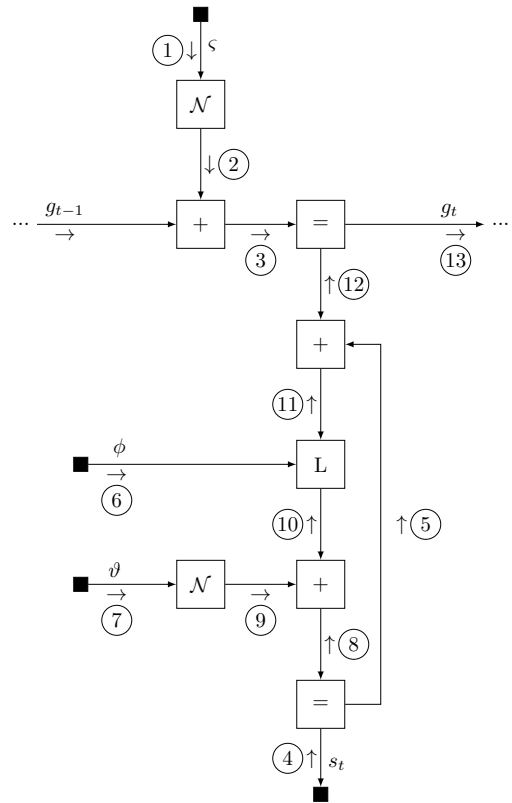 ① ↓ ς
𝒩
↓ ②
... g_{t−1} → + → ③ = g_t → ⑬ ...
↑ ⑫
+
⑪ ↑
ϕ → ⑥ L
⑩ ↑ ↑ ⑤
ϑ → ⑦ 𝒩 → ⑨ +
↑ ⑧
=
④ ↑ s_t